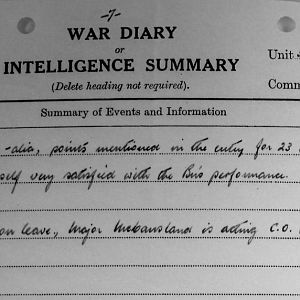 -7-
WAR DIARY
or
INTELLIGENCE SUMMARY
(Delete heading not required).
Unit
Comm
Summary of Events and Information
-alia, points mentioned in the entry for 23
self very satisfied with the Bn's performance.
on leave, Major is acting C.O.